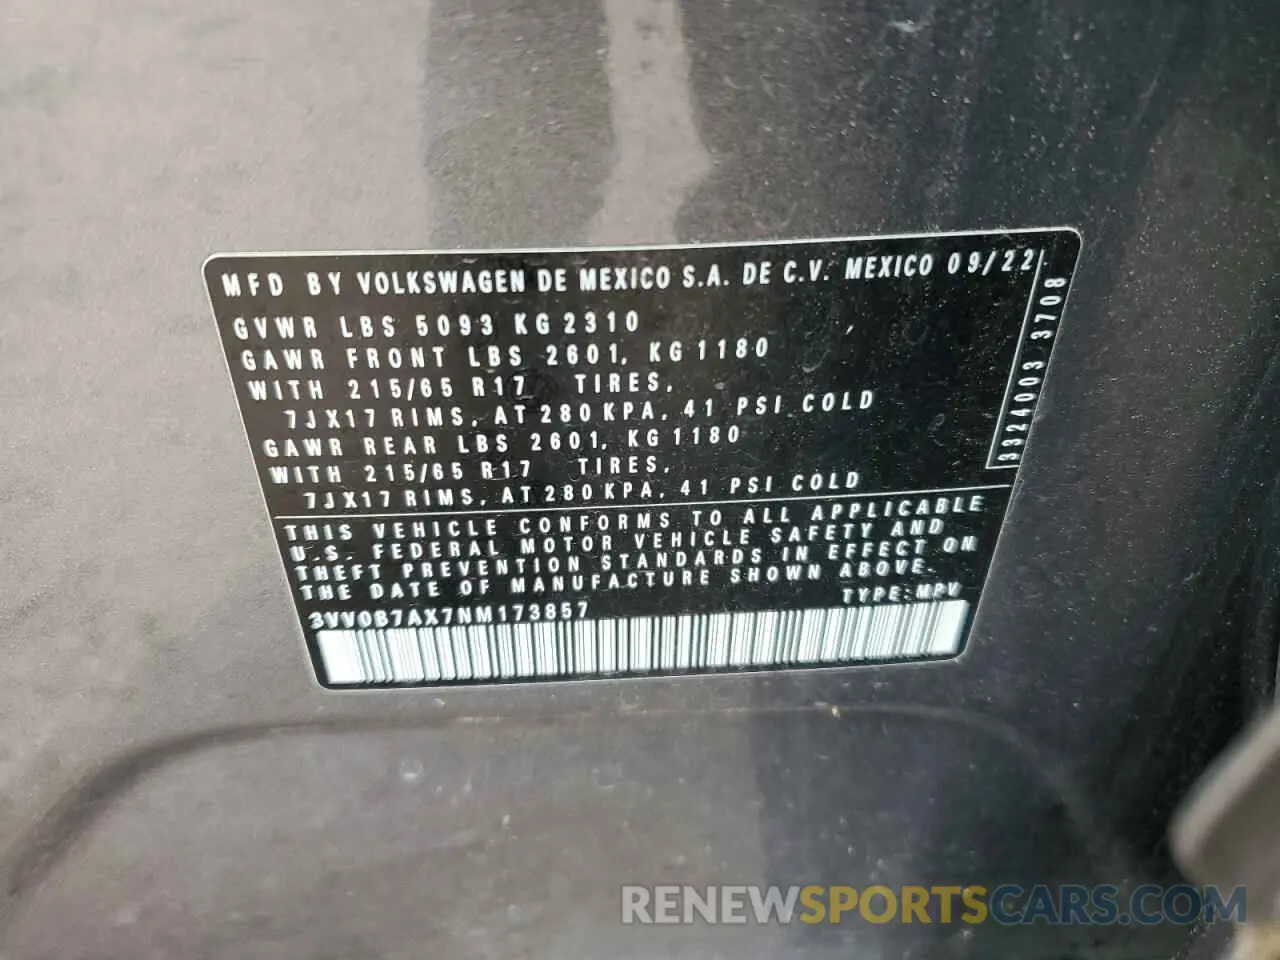 MFD BY VOLKSWAGEN DE MEXICO S.A. DE C.V. MEXICO 09/22
GVWR LBS 5093 KG 2310
GAWR FRONT LBS 2601, KG 1180
WITH 215/65 R17 TIRES,
7JX17 RIMS, AT 280 KPA, 41 PSI COLD
GAWR REAR LBS 2601, KG 1180
WITH 215/65 R17 TIRES,
7JX17 RIMS, AT 280 KPA, 41 PSI COLD
3324003 3708
THIS VEHICLE CONFORMS TO ALL APPLICABLE
U.S. FEDERAL MOTOR VEHICLE SAFETY AND
THEFT PREVENTION STANDARDS IN EFFECT ON
THE DATE OF MANUFACTURE SHOWN ABOVE.
3VV0B7AX7NM173857 TYPE: MPV
RENEWSPORTSCARS.COM